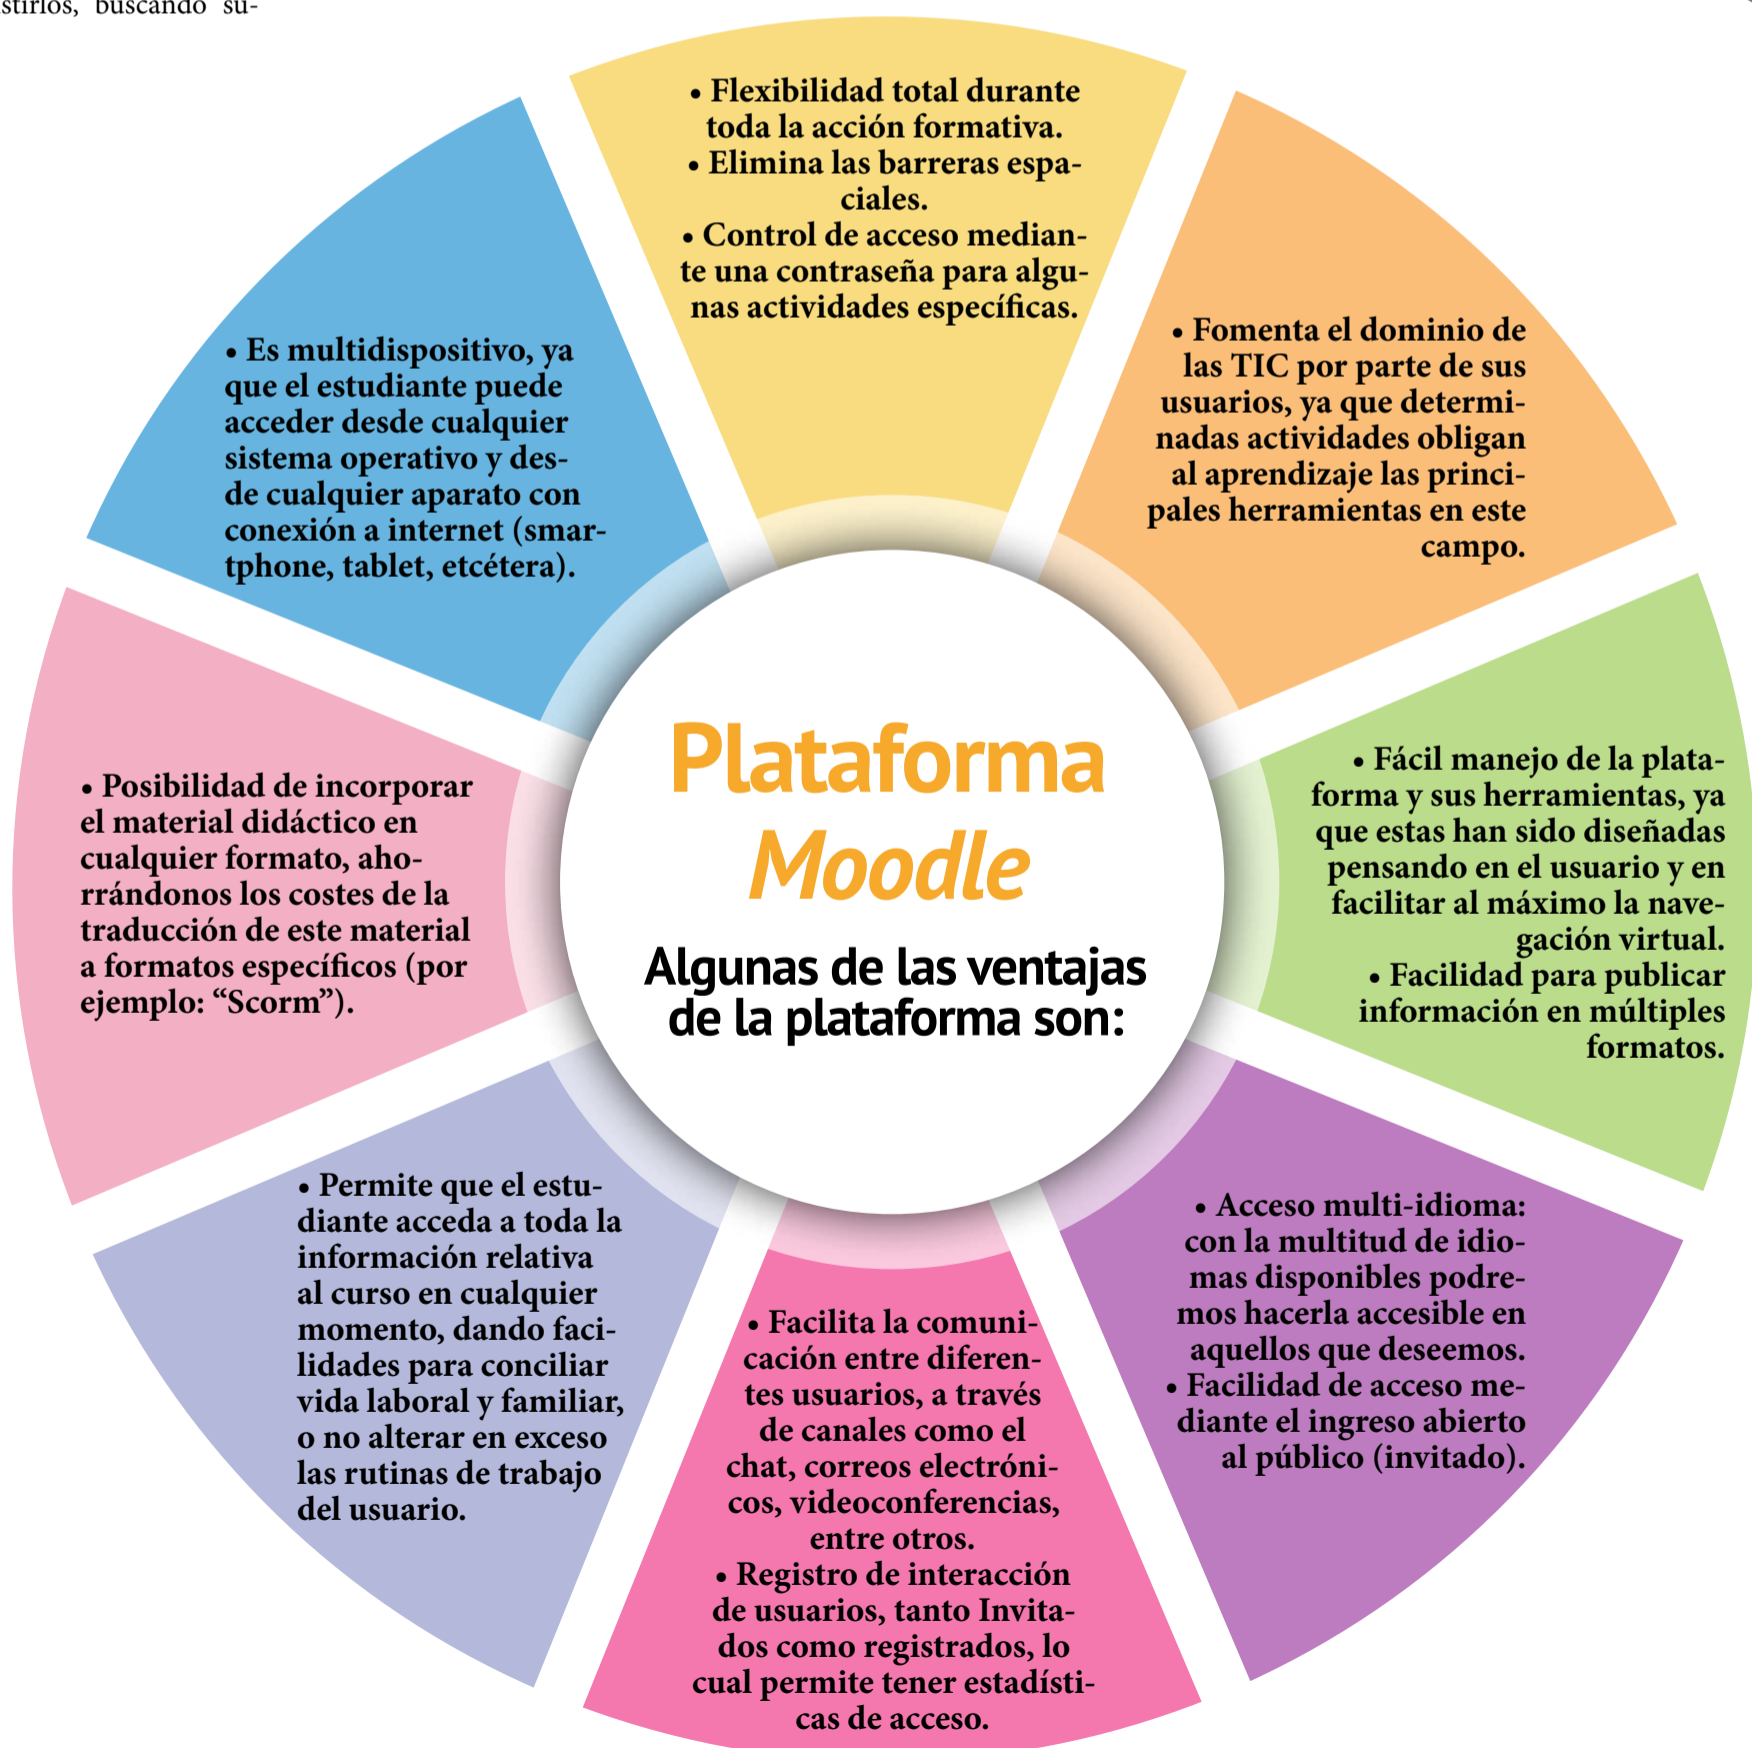 buscando su-
• Flexibilidad total durante
toda la acción formativa.
• Elimina las barreras espa-
ciales.
• Control de acceso median-
te una contraseña para algu-
nas actividades específicas.
• Fomenta el dominio de
las TIC por parte de sus
usuarios, ya que determi-
nadas actividades obligan
al aprendizaje las princi-
pales herramientas en este
campo.
• Fácil manejo de la plata-
forma y sus herramientas, ya
que estas han sido diseñadas
pensando en el usuario y en
facilitar al máximo la nave-
gación virtual.
• Facilidad para publicar
información en múltiples
formatos.
• Acceso multi-idioma:
con la multitud de idio-
mas disponibles podre-
mos hacerla accesible en
aquellos que deseemos.
• Facilidad de acceso me-
diante el ingreso abierto
al público (invitado).
• Facilita la comuni-
cación entre diferen-
tes usuarios, a través
de canales como el
chat, correos electróni-
cos, videoconferencias,
entre otros.
• Registro de interacción
de usuarios, tanto Invita-
dos como registrados, lo
cual permite tener estadísti-
cas de acceso.
• Permite que el estu-
diante acceda a toda la
información relativa
al curso en cualquier
momento, dando faci-
lidades para conciliar
vida laboral y familiar,
o no alterar en exceso
las rutinas de trabajo
del usuario.
• Posibilidad de incorporar
el material didáctico en
cualquier formato, aho-
rrándonos los costes de la
traducción de este material
a formatos específicos (por
ejemplo: “Scorm”).
• Es multidispositivo, ya
que el estudiante puede
acceder desde cualquier
sistema operativo y des-
de cualquier aparato con
conexión a internet (smar-
tphone, tablet, etcétera).
Plataforma
Moodle
Algunas de las ventajas
de la plataforma son: